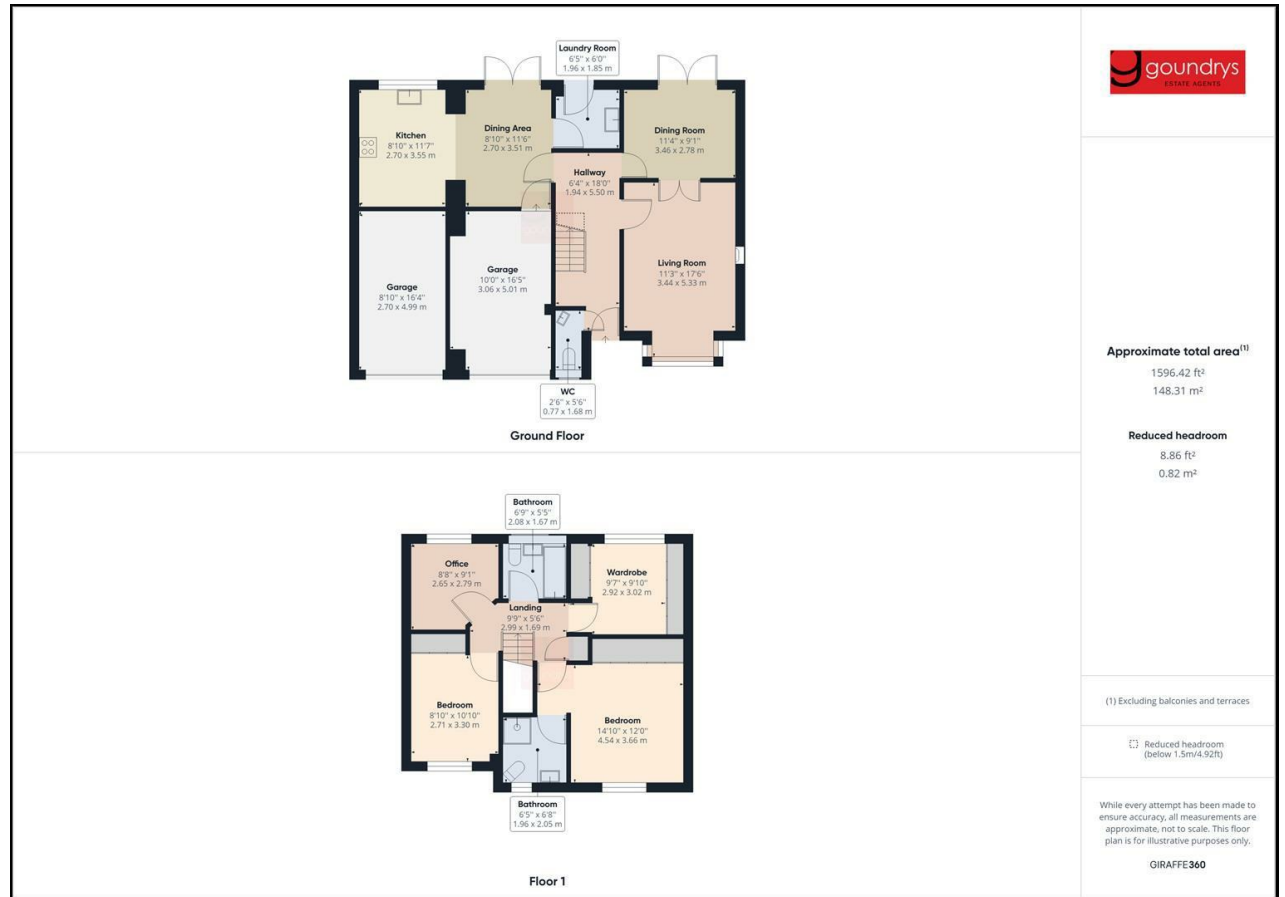 Laundry Room
6'5" x 6'0"
1.96 x 1.85 m
Kitchen
8'10" x 11'7"
2.70 x 3.55 m
Dining Area
8'10" x 11'6"
2.70 x 3.51 m
Dining Room
11'4" x 9'1"
3.46 x 2.78 m
Hallway
6'4" x 18'0"
1.94 x 5.50 m
Living Room
11'3" x 17'6"
3.44 x 5.33 m
Garage
10'0" x 16'5"
3.06 x 5.01 m
Garage
8'10" x 16'4"
2.70 x 4.99 m
WC
2'6" x 5'6"
0.77 x 1.68 m
Ground Floor
Bathroom
6'9" x 5'5"
2.08 x 1.67 m
Office
8'8" x 9'1"
2.65 x 2.79 m
Wardrobe
9'7" x 9'10"
2.92 x 3.02 m
Landing
9'9" x 5'6"
2.99 x 1.69 m
Bedroom
8'10" x 10'10"
2.71 x 3.30 m
Bedroom
14'10" x 12'0"
4.54 x 3.66 m
Bathroom
6'5" x 6'8"
1.96 x 2.05 m
Floor 1
goundrys
ESTATE AGENTS
Approximate total area(1)
1596.42 ft²
148.31 m²
Reduced headroom
8.86 ft²
0.82 m²
(1) Excluding balconies and terraces
Reduced headroom
(below 1.5m/4.92ft)
While every attempt has been made to
ensure accuracy, all measurements are
approximate, not to scale. This floor
plan is for illustrative purposes only.
GIRAFFE360